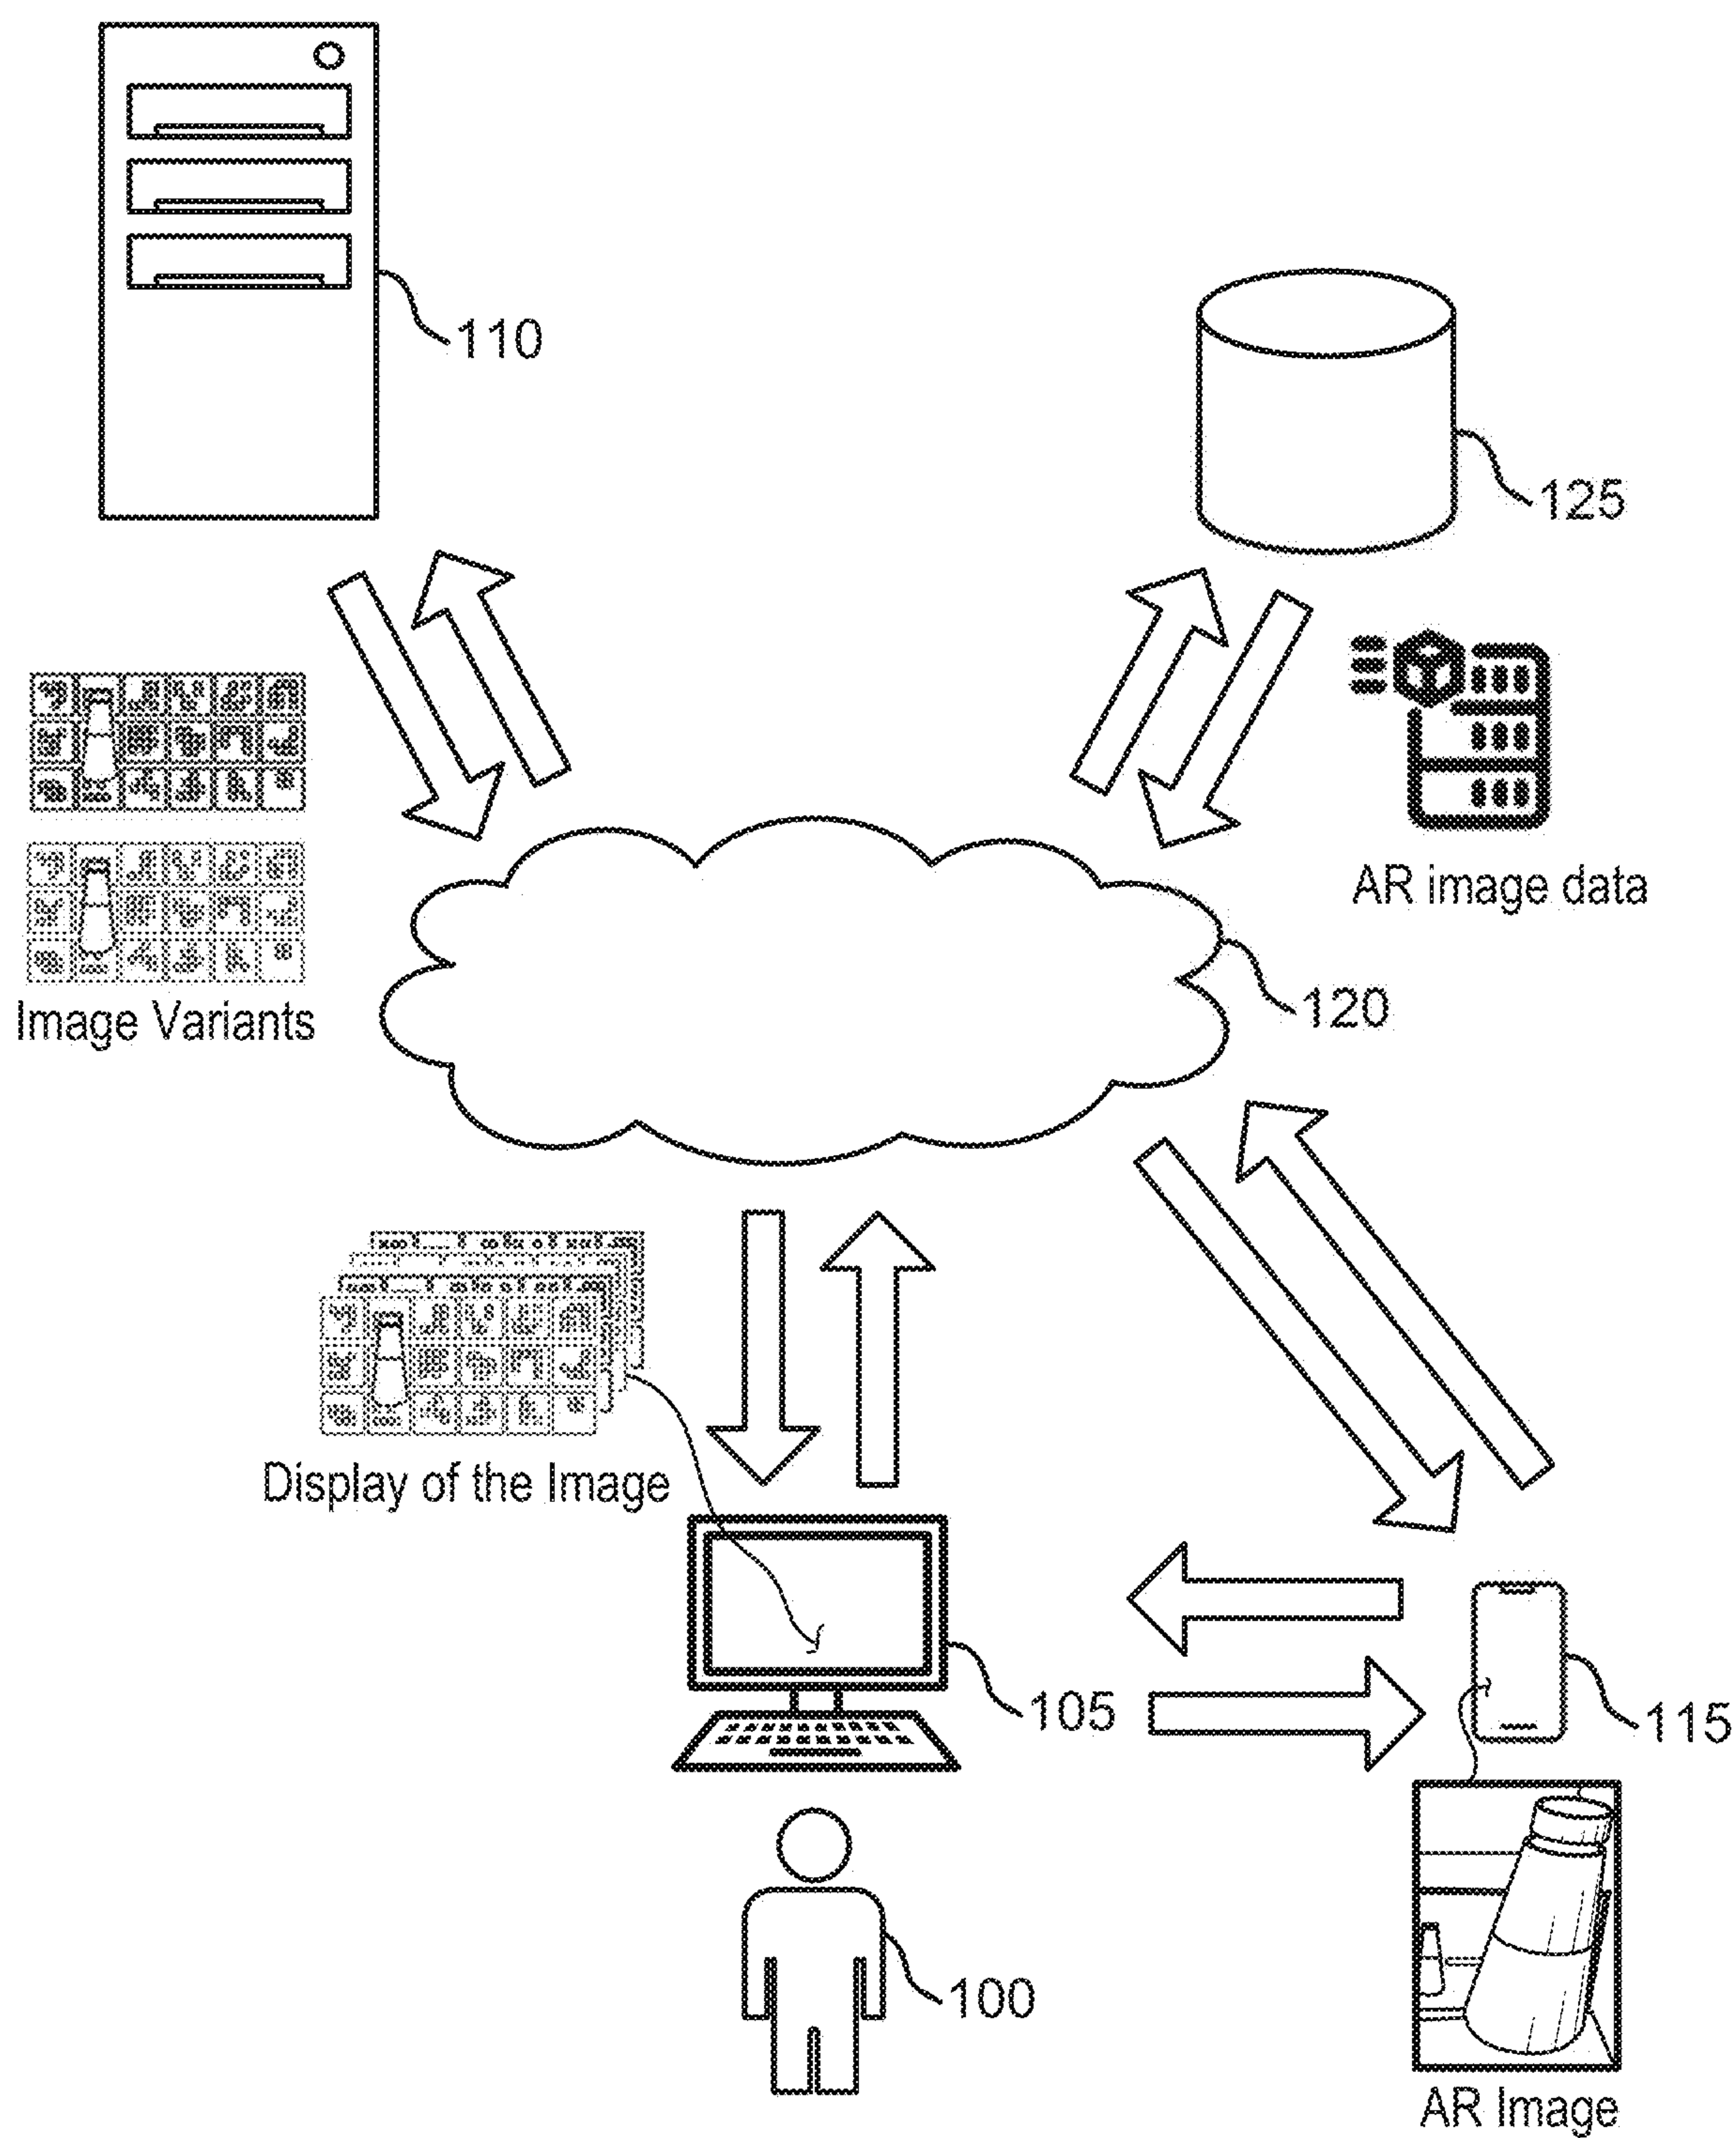 110
125
AR image data
Image Variants
120
Display of the Image
105
115
100
AR Image